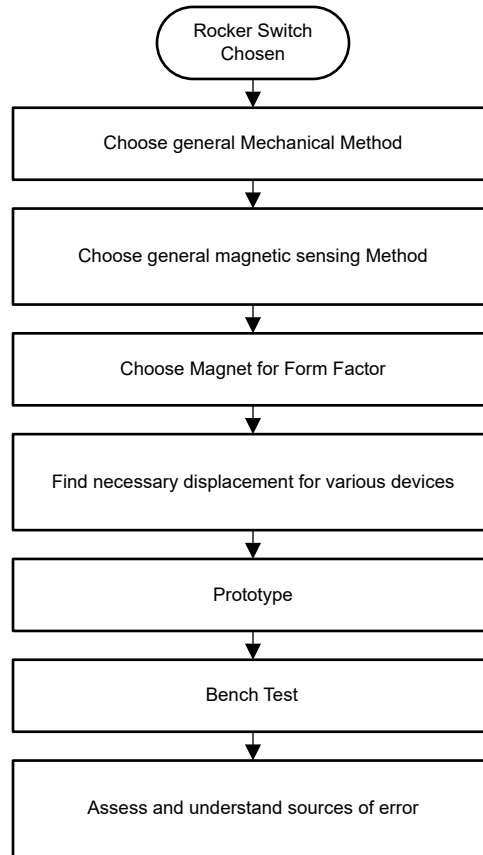 Rocker Switch
Chosen
Choose general Mechanical Method
Choose general magnetic sensing Method
Choose Magnet for Form Factor
Find necessary displacement for various devices
Prototype
Bench Test
Assess and understand sources of error